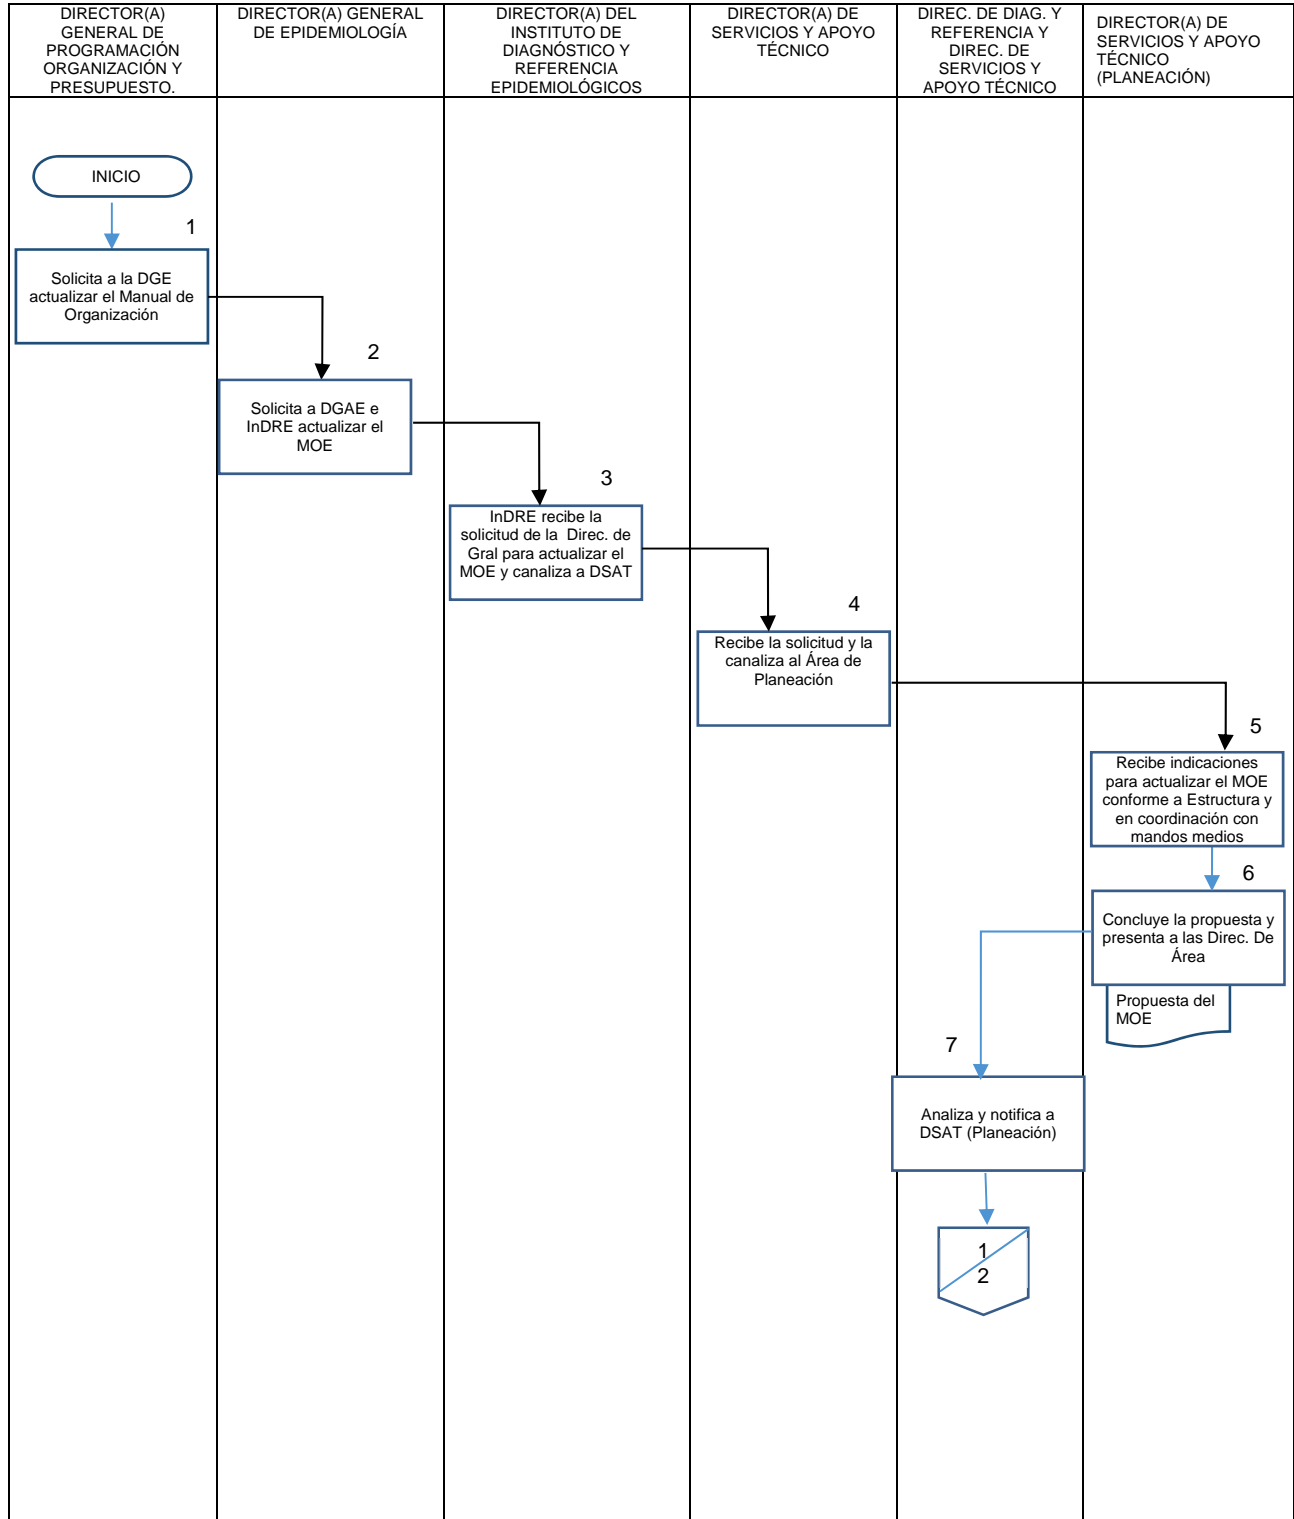 DIRECTOR(A)
GENERAL DE
PROGRAMACIÓN
ORGANIZACIÓN Y
PRESUPUESTO.
DIRECTOR(A) GENERAL
DE EPIDEMIOLOGÍA
DIRECTOR(A) DEL
INSTITUTO DE
DIAGNÓSTICO Y
REFERENCIA
EPIDEMIOLÓGICOS
DIRECTOR(A) DE
SERVICIOS Y APOYO
TÉCNICO
DIREC. DE DIAG. Y
REFERENCIA Y
DIREC. DE
SERVICIOS Y
APOYO TÉCNICO
DIRECTOR(A) DE
SERVICIOS Y APOYO
TÉCNICO
(PLANEACIÓN)
INICIO
1
Solicita a la DGE
actualizar el Manual de
Organización
2
Solicita a DGAE e
InDRE actualizar el
MOE
3
InDRE recibe la
solicitud de la Direc. de
Gral para actualizar el
MOE y canaliza a DSAT
4
Recibe la solicitud y la
canaliza al Área de
Planeación
5
Recibe indicaciones
para actualizar el MOE
conforme a Estructura y
en coordinación con
mandos medios
6
Concluye la propuesta y
presenta a las Direc. De
Área
Propuesta del
MOE
7
Analiza y notifica a
DSAT (Planeación)
1
2